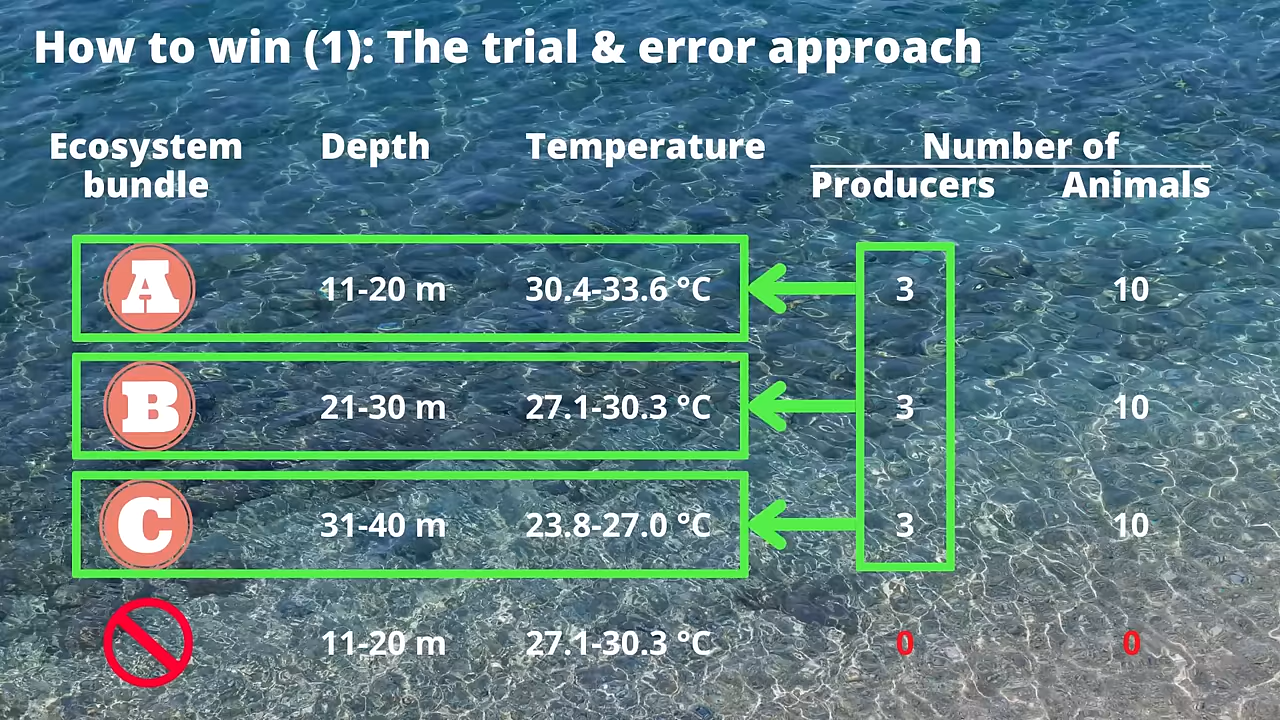 How to win (1): The trial & error approach
Ecosystem bundle Depth Temperature Number of
Producers Animals
A 11-20 m 30.4-33.6 °C 3 10
B 21-30 m 27.1-30.3 °C 3 10
C 31-40 m 23.8-27.0 °C 3 10
11-20 m 27.1-30.3 °C 0 0